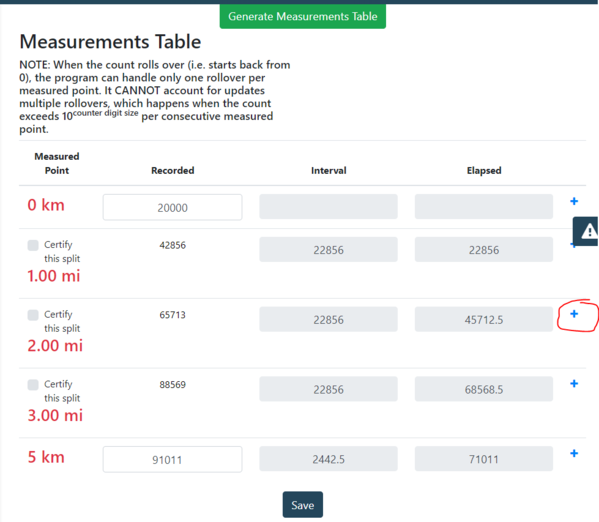 Generate Measurements Table
Measurements Table
NOTE: When the count rolls over (i.e. starts back from
0), the program can handle only one rollover per
measured point. It CANNOT account for updates
multiple rollovers, which happens when the count
exceeds 10^counter digit size per consecutive measured
point.
Measured
Point Recorded Interval Elapsed
0 km 20000 +
Certify
this split 42856 22856 22856 +
1.00 mi
Certify
this split 65713 22856 45712.5 +
2.00 mi
Certify
this split 88569 22856 68568.5 +
3.00 mi
5 km 91011 2442.5 71011 +
Save